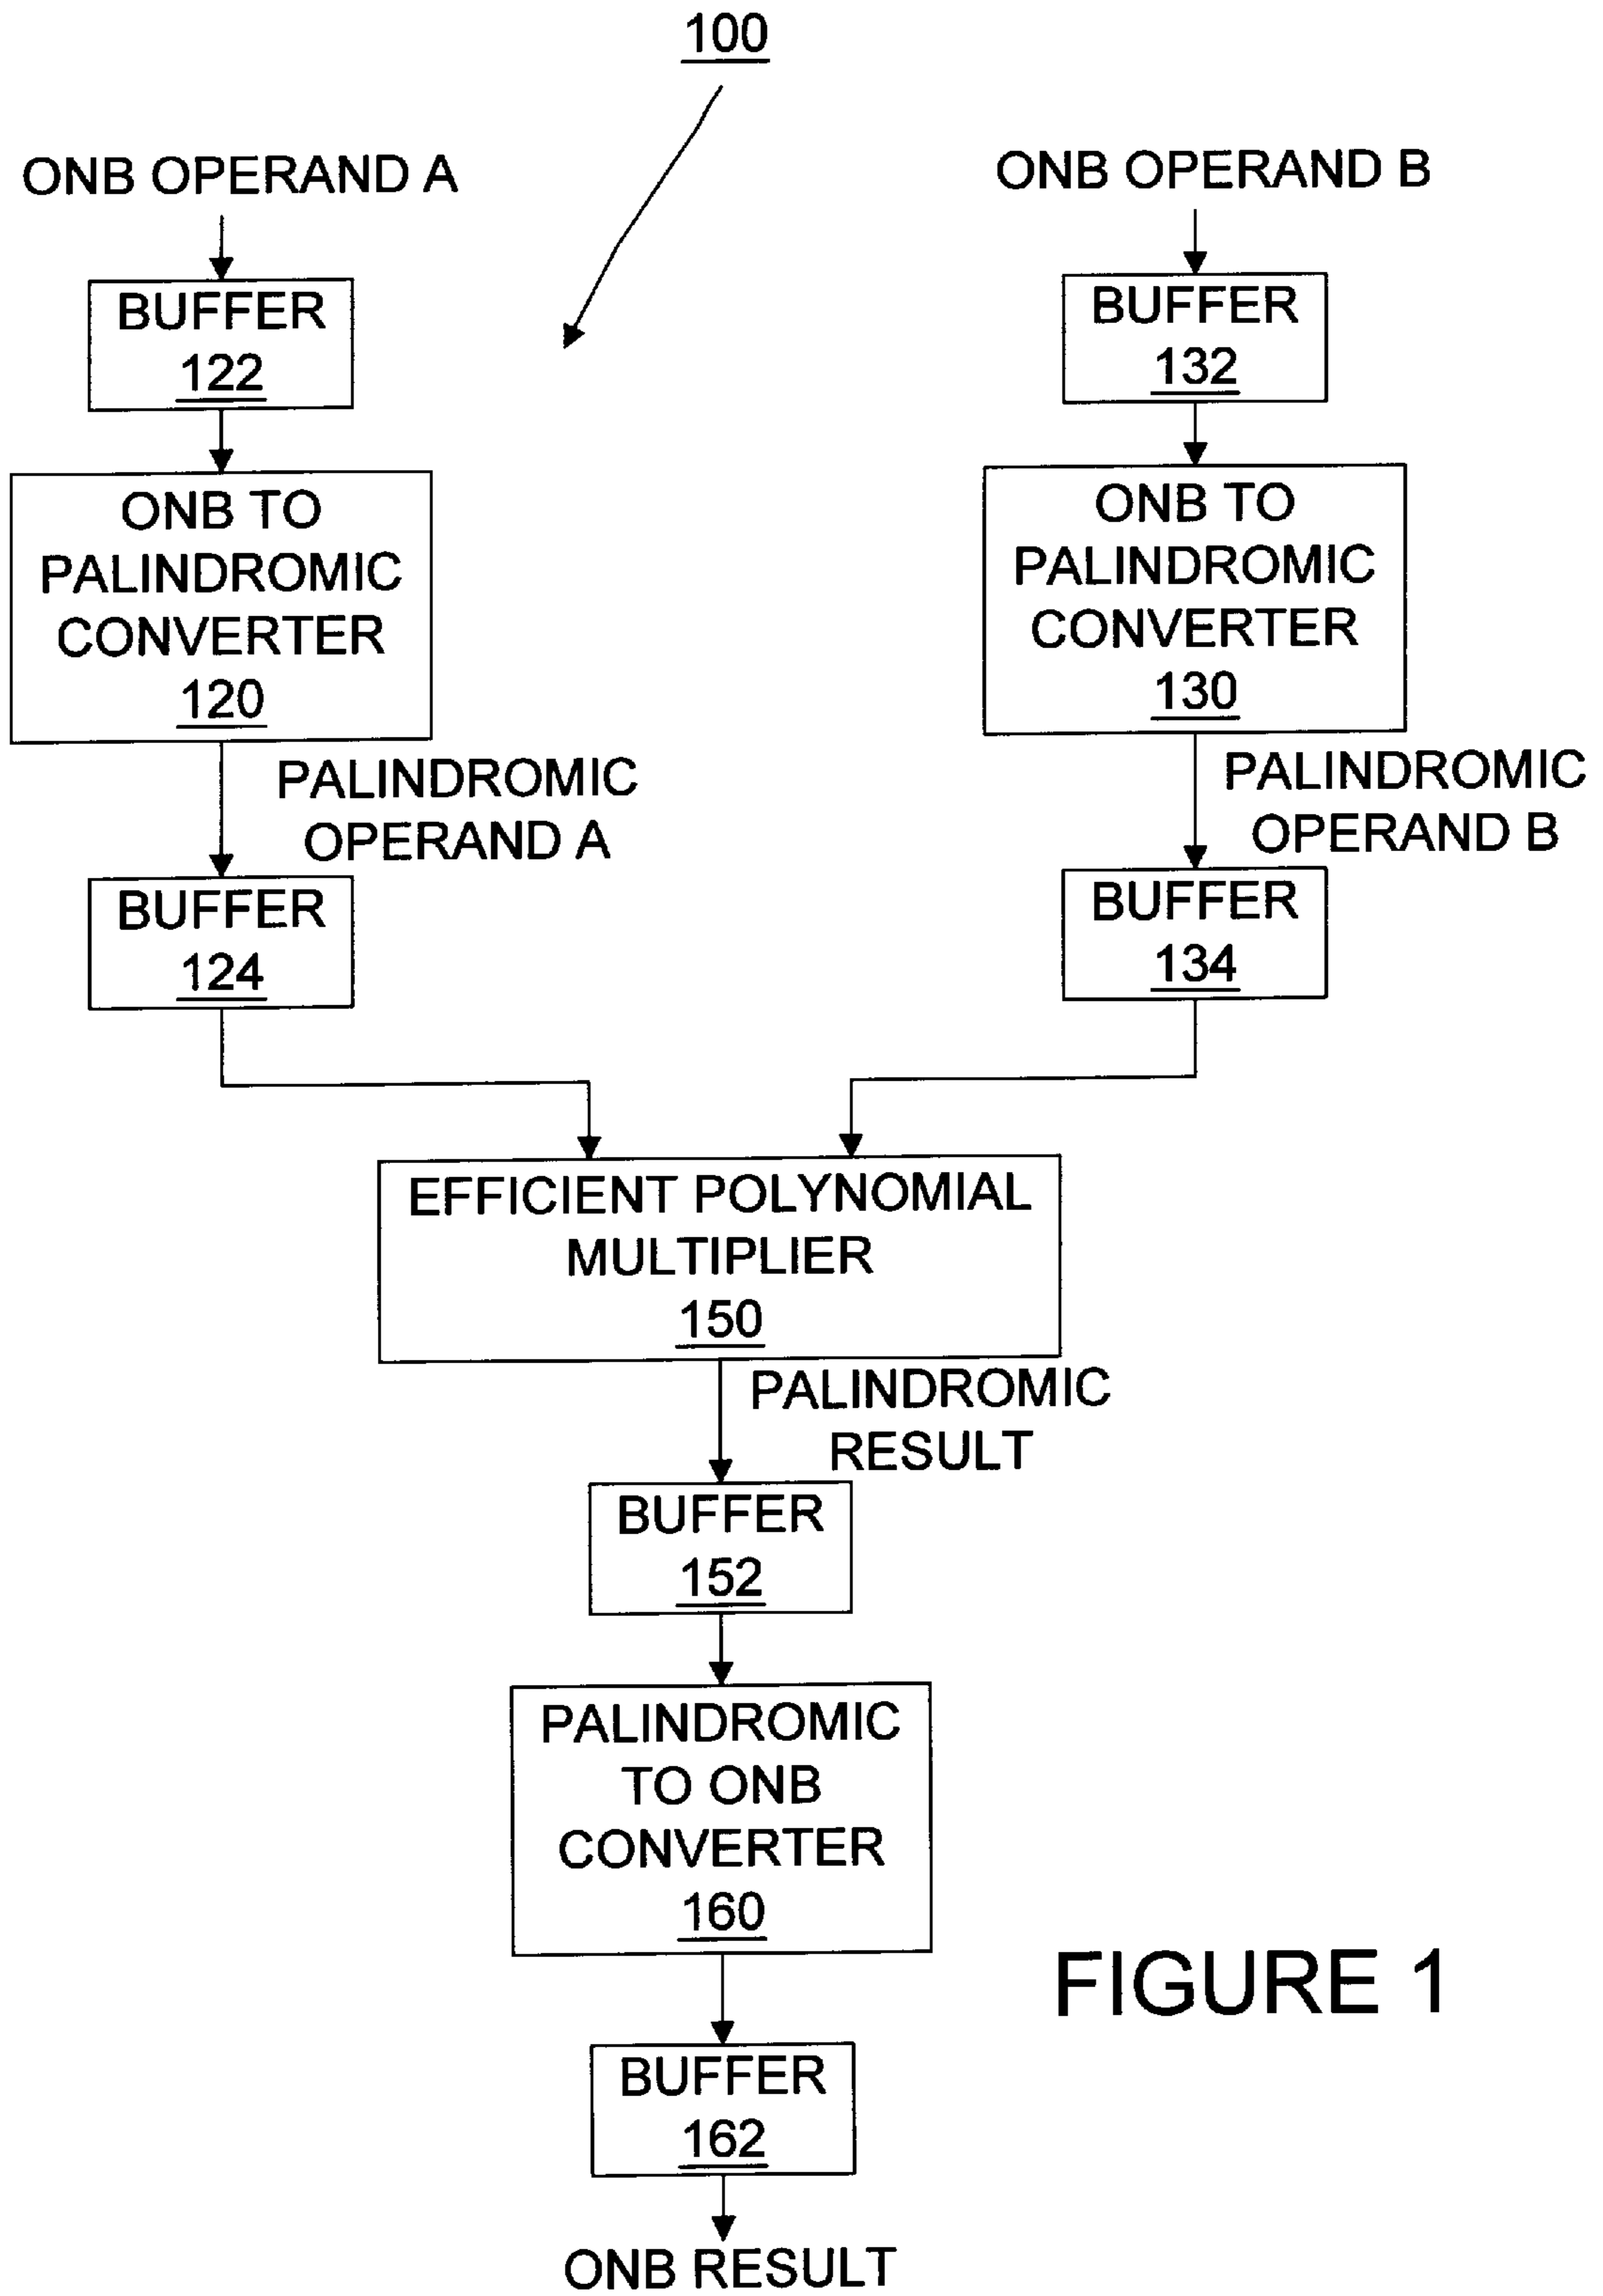 100
ONB OPERAND A
BUFFER
122
ONB TO
PALINDROMIC
CONVERTER
120
PALINDROMIC
OPERAND A
BUFFER
124
ONB OPERAND B
BUFFER
132
ONB TO
PALINDROMIC
CONVERTER
130
PALINDROMIC
OPERAND B
BUFFER
134
EFFICIENT POLYNOMIAL
MULTIPLIER
150
PALINDROMIC
RESULT
BUFFER
152
PALINDROMIC
TO ONB
CONVERTER
160
BUFFER
162
ONB RESULT
FIGURE 1